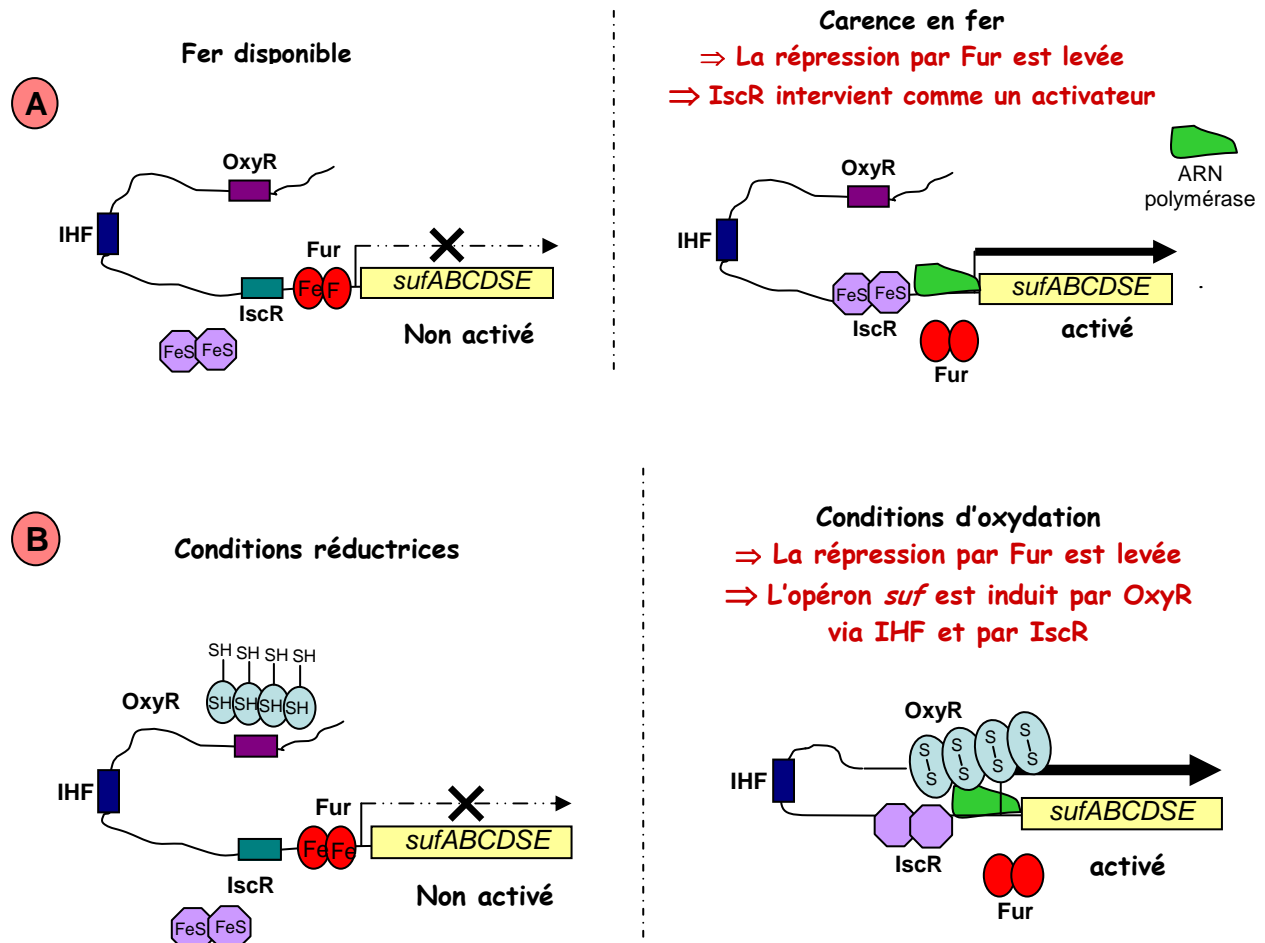 A
Fer disponible
OxyR
IHF
Fur
Fe F
sufABCDSE
IscR
Non activé
FeS FeS
Carence en fer
⇒ La répression par Fur est levée
⇒ IscR intervient comme un activateur
ARN
polymérase
OxyR
IHF
FeS FeS
sufABCDSE
IscR
activé
Fur
B
Conditions réductrices
SH SH SH SH
OxyR
SH SH SH SH
IHF
Fur
Fe Fe
sufABCDSE
IscR
Non activé
FeS FeS
Conditions d'oxydation
⇒ La répression par Fur est levée
⇒ L'opéron suf est induit par OxyR
via IHF et par IscR
OxyR
S S S S
S S S S
IHF
sufABCDSE
IscR
activé
Fur